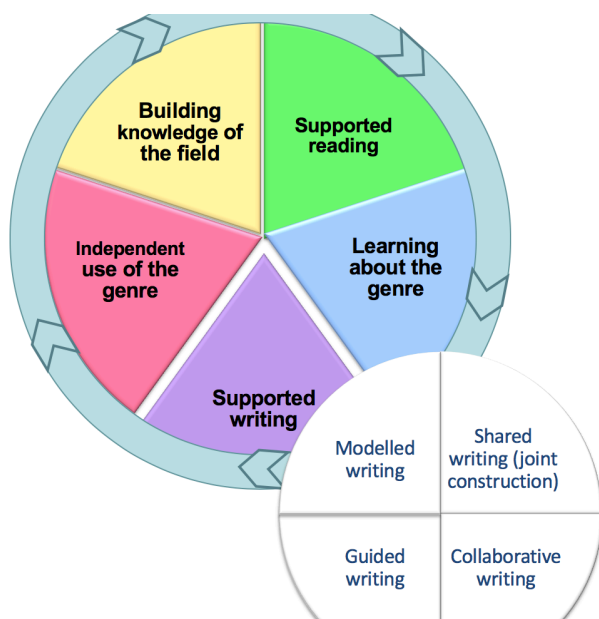 Building
knowledge of
the field
Supported
reading
Learning
about the
genre
Supported
writing
Independent
use of the
genre
Modelled
writing
Shared
writing (joint
construction)
Guided
writing
Collaborative
writing